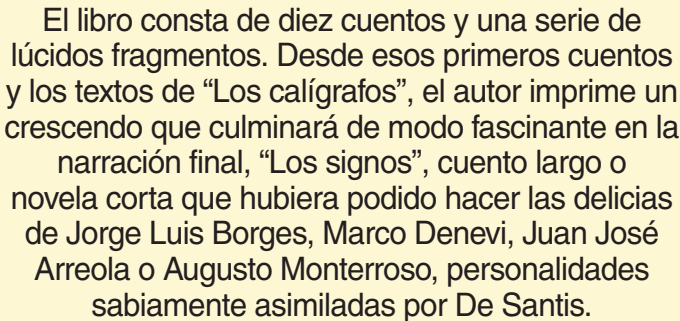 El libro consta de diez cuentos y una serie de
lúcidos fragmentos. Desde esos primeros cuentos
y los textos de “Los calígrafos”, el autor imprime un
crescendo que culminará de modo fascinante en la
narración final, “Los signos”, cuento largo o
novela corta que hubiera podido hacer las delicias
de Jorge Luis Borges, Marco Denevi, Juan José
Arreola o Augusto Monterroso, personalidades
sabiamente asimiladas por De Santis.